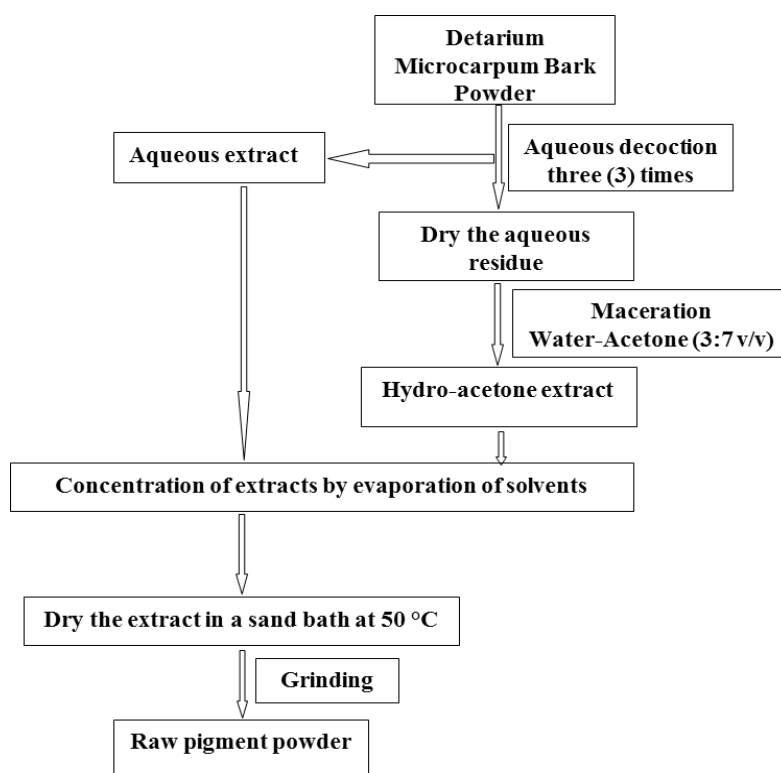 Detarium
Microcarpum Bark
Powder
Aqueous extract
Aqueous decoction
three (3) times
Dry the aqueous
residue
Maceration
Water-Acetone (3:7 v/v)
Hydro-acetone extract
Concentration of extracts by evaporation of solvents
Dry the extract in a sand bath at 50 °C
Grinding
Raw pigment powder